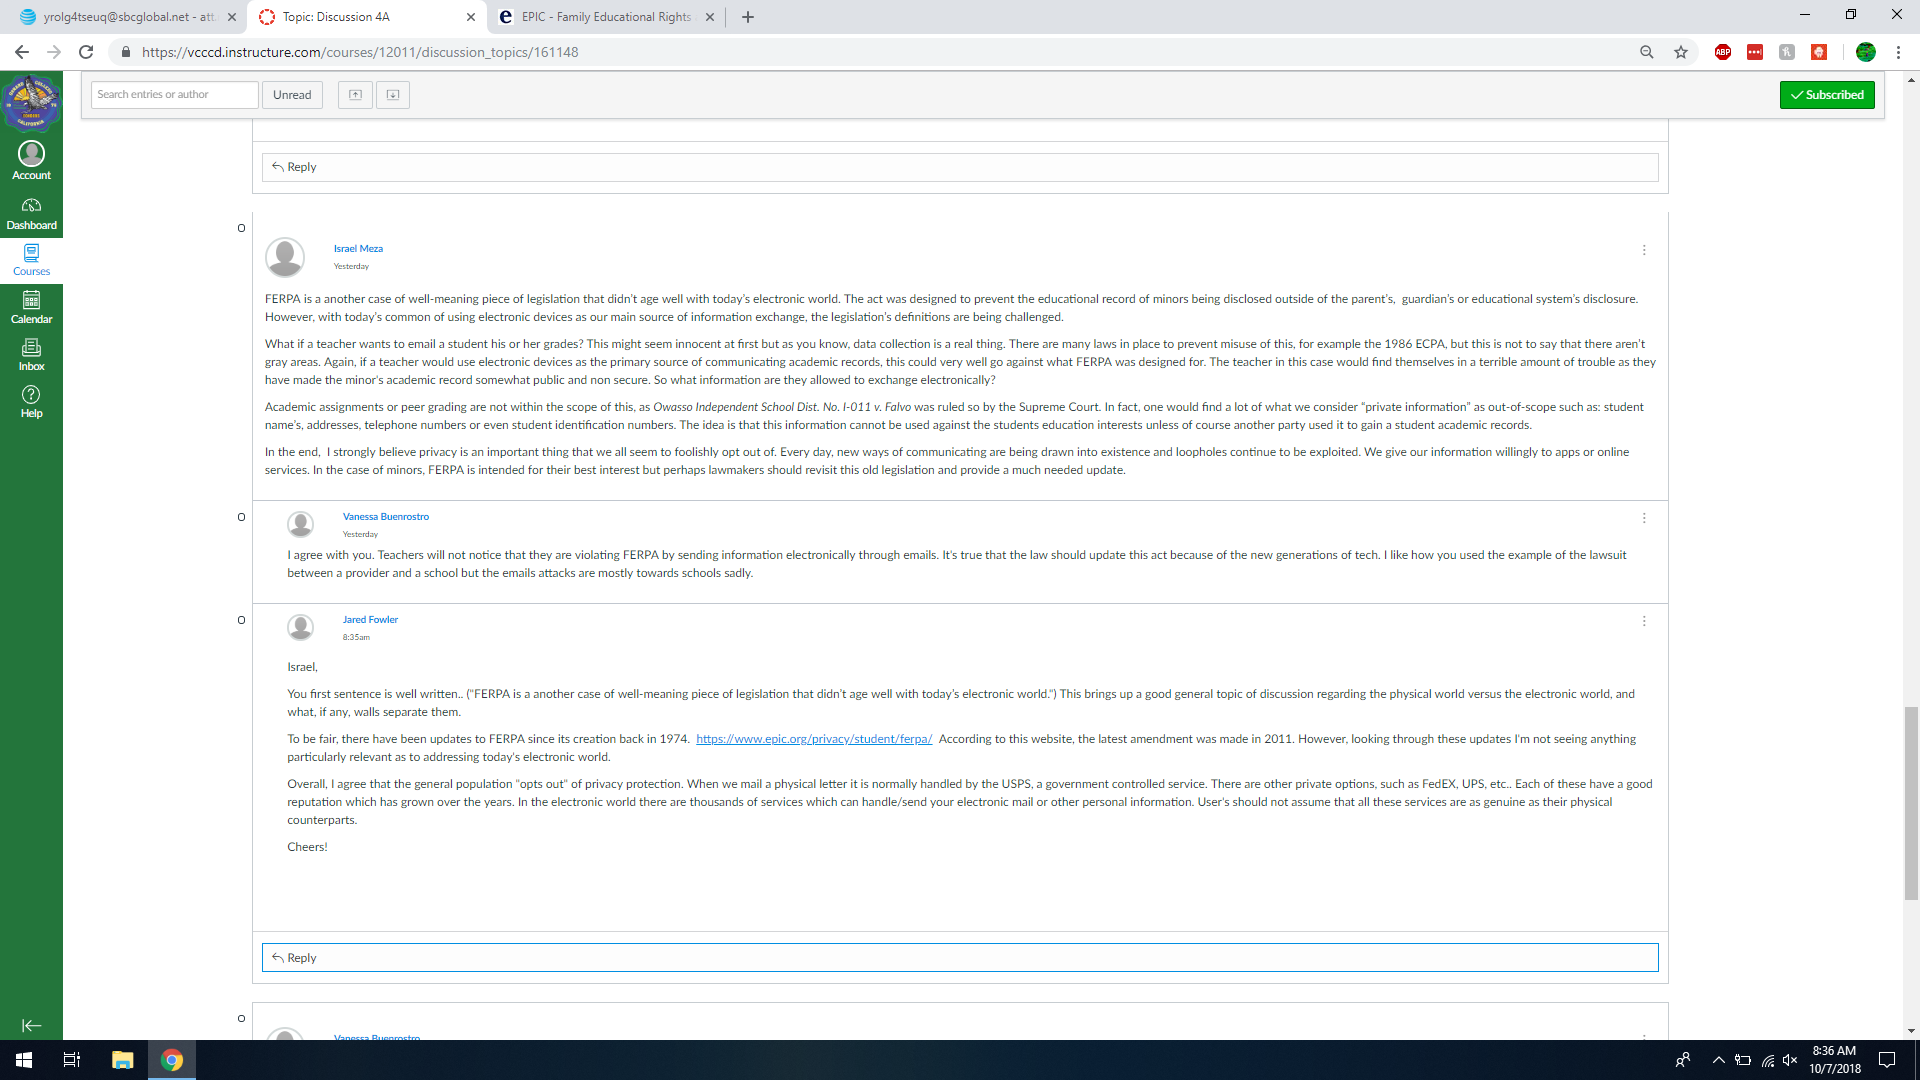 yrolg4tseuq@sbcglobal.net - att.
Topic: Discussion 4A
EPIC - Family Educational Rights
https://vcccd.instructure.com/courses/12011/discussion_topics/161148
ABP
Search entries or author
Unread
Subscribed
Account
Dashboard
Courses
Calendar
Inbox
Help
Reply
Israel Meza
Yesterday
FERPA is a another case of well-meaning piece of legislation that didn't age well with today's electronic world. The act was designed to prevent the educational record of minors being disclosed outside of the parent's,  guardian's or educational system's disclosure.
However, with today's common of using electronic devices as our main source of information exchange, the legislation's definitions are being challenged.
What if a teacher wants to email a student his or her grades? This might seem innocent at first but as you know, data collection is a real thing. There are many laws in place to prevent misuse of this, for example the 1986 ECPA, but this is not to say that there aren't
gray areas. Again, if a teacher would use electronic devices as the primary source of communicating academic records, this could very well go against what FERPA was designed for. The teacher in this case would find themselves in a terrible amount of trouble as they
have made the minor's academic record somewhat public and non secure. So what information are they allowed to exchange electronically?
Academic assignments or peer grading are not within the scope of this, as Owasso Independent School Dist. No. I-011 v. Falvo was ruled so by the Supreme Court. In fact, one would find a lot of what we consider "private information" as out-of-scope such as: student
name's, addresses, telephone numbers or even student identification numbers. The idea is that this information cannot be used against the students education interests unless of course another party used it to gain a student academic records.
In the end,  I strongly believe privacy is an important thing that we all seem to foolishly opt out of. Every day, new ways of communicating are being drawn into existence and loopholes continue to be exploited. We give our information willingly to apps or online
services. In the case of minors, FERPA is intended for their best interest but perhaps lawmakers should revisit this old legislation and provide a much needed update.
Vanessa Buenrostro
Yesterday
I agree with you. Teachers will not notice that they are violating FERPA by sending information electronically through emails. It's true that the law should update this act because of the new generations of tech. I like how you used the example of the lawsuit
between a provider and a school but the emails attacks are mostly towards schools sadly.
Jared Fowler
8:35am
Israel,
You first sentence is well written.. ("FERPA is a another case of well-meaning piece of legislation that didn't age well with today's electronic world.") This brings up a good general topic of discussion regarding the physical world versus the electronic world, and
what, if any, walls separate them.
To be fair, there have been updates to FERPA since its creation back in 1974.  https://www.epic.org/privacy/student/ferpa/  According to this website, the latest amendment was made in 2011. However, looking through these updates I'm not seeing anything
particularly relevant as to addressing today's electronic world.
Overall, I agree that the general population "opts out" of privacy protection. When we mail a physical letter it is normally handled by the USPS, a government controlled service. There are other private options, such as FedEX, UPS, etc.. Each of these have a good
reputation which has grown over the years. In the electronic world there are thousands of services which can handle/send your electronic mail or other personal information. User's should not assume that all these services are as genuine as their physical
counterparts.
Cheers!
Reply
Vanessa Buenrostro
8:36 AM
10/7/2018